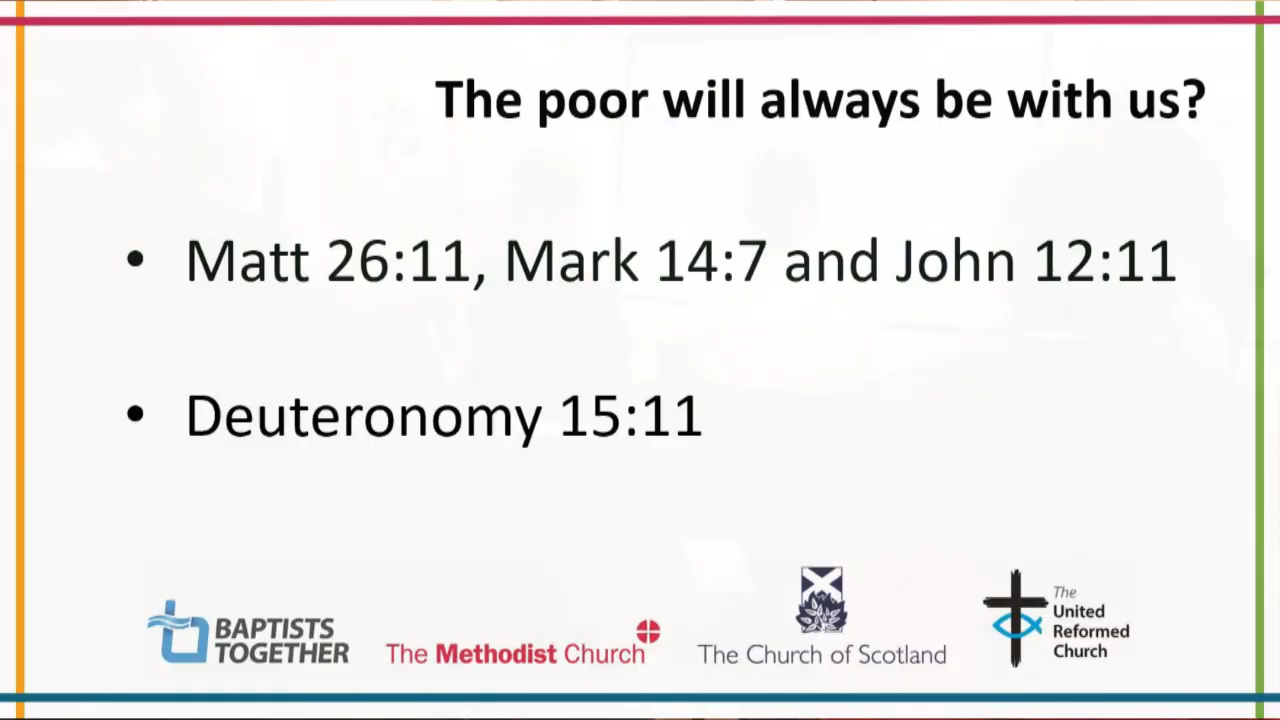 The poor will always be with us?
• Matt 26:11, Mark 14:7 and John 12:11
• Deuteronomy 15:11
BAPTISTS
TOGETHER
The Methodist Church
The Church of Scotland
The
United
Reformed
Church